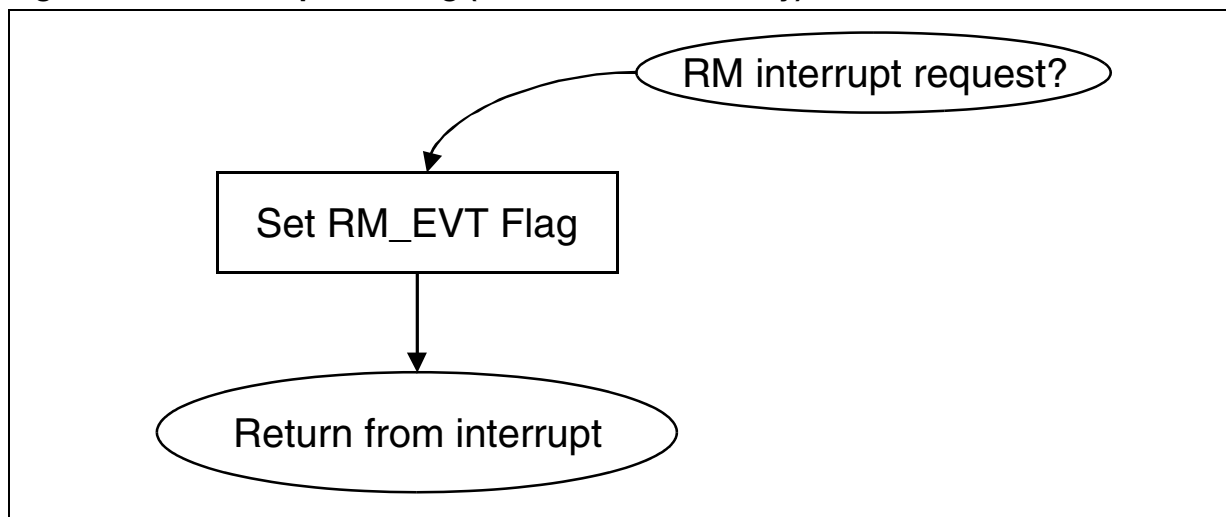 RM interrupt request?
Set RM_EVT Flag
Return from interrupt